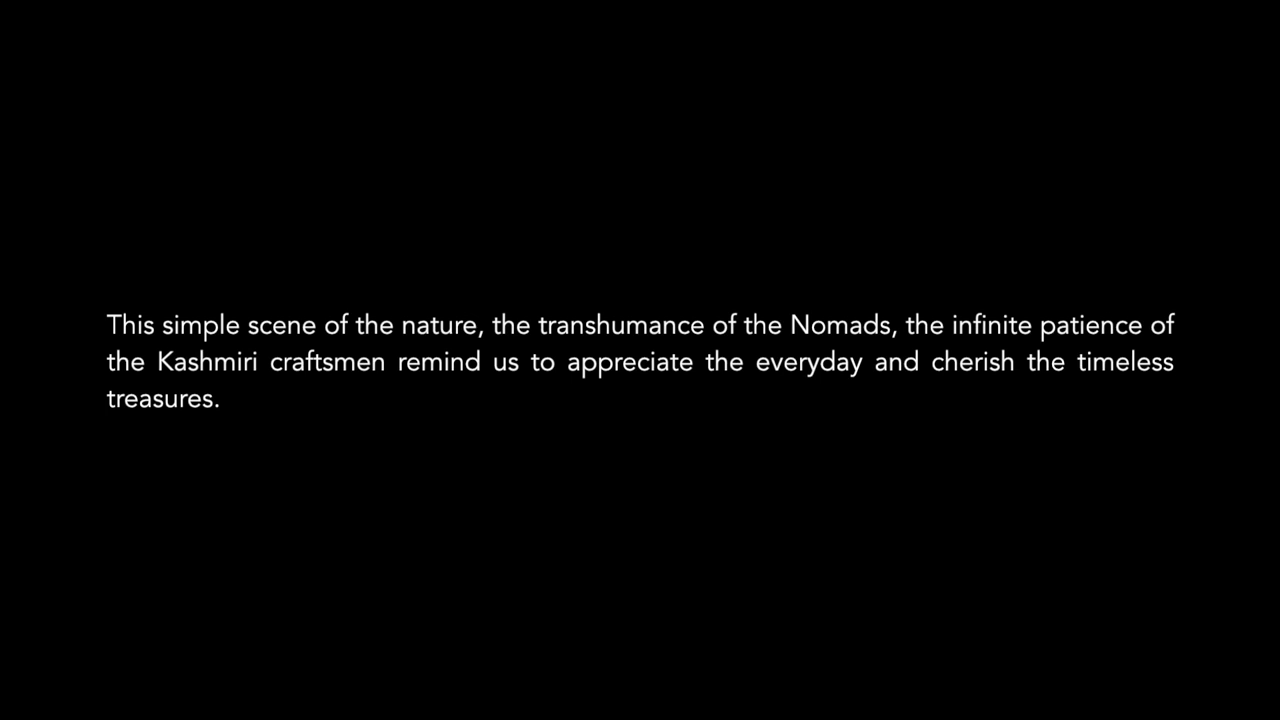 This simple scene of the nature, the transhumance of the Nomads, the infinite patience of
the Kashmiri craftsmen remind us to appreciate the everyday and cherish the timeless
treasures.